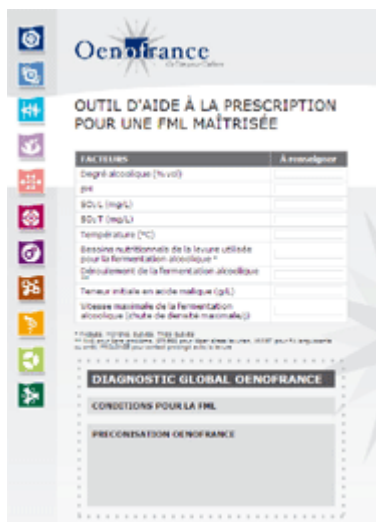 Oenofrance
OUTIL D'AIDE À LA PRESCRIPTION
POUR UNE FML MAÎTRISÉE
FACTEURS À renseigner
Degré alcoolique (% vol)
pH
SO₂L (mg/L)
SO₂T (mg/L)
Température (°C)
Besoins nutritionnels de la levure utilisée
pour la fermentation alcoolique *
Déroulement de la fermentation alcoolique
**
Teneur initiale en acide malique (g/L)
Vitesse maximale de la fermentation
alcoolique (chute de densité maximale/j)
DIAGNOSTIC GLOBAL OENOFRANCE
CONDITIONS POUR LA FML
PRECONISATION OENOFRANCE